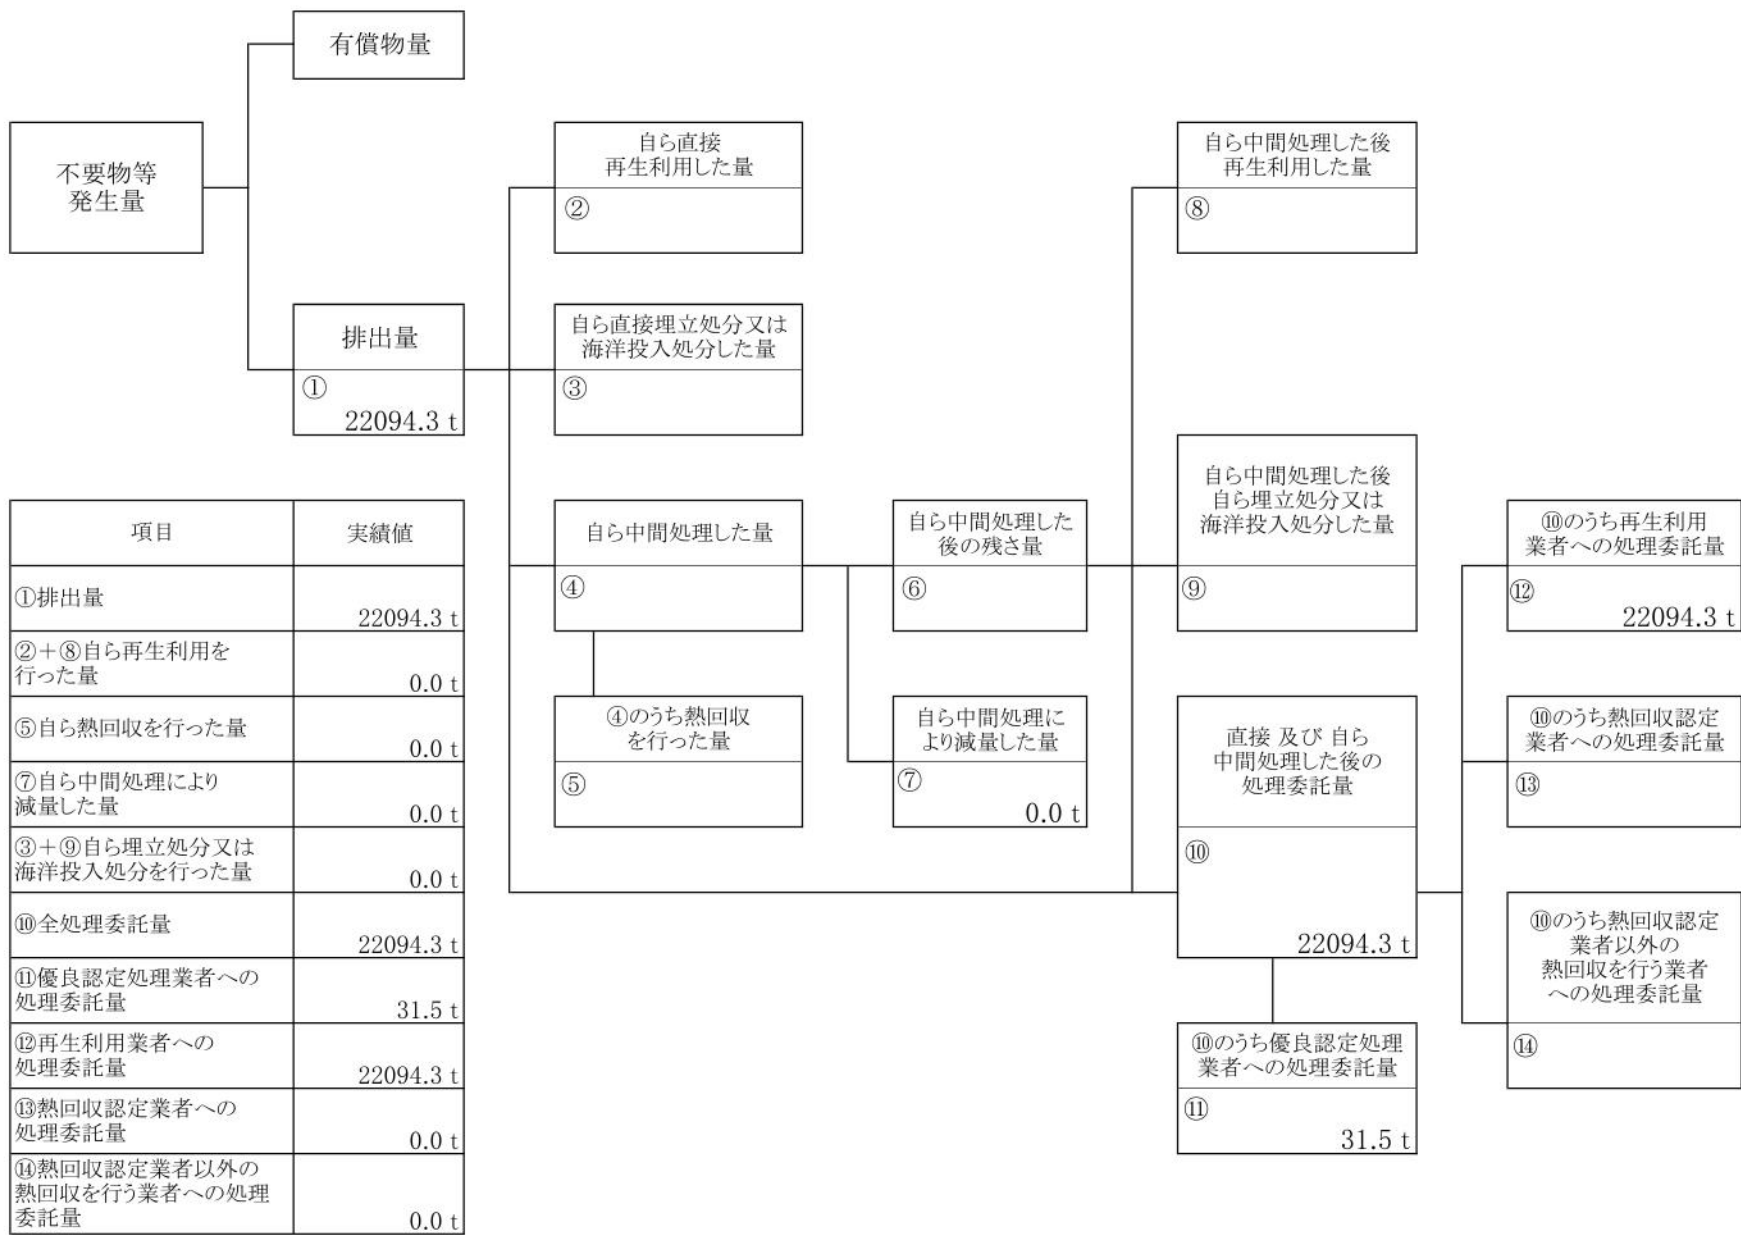 有償物量
不要物等
発生量
排出量
①
22094.3 t
自ら直接
再生利用した量
②
自ら直接埋立処分又は
海洋投入処分した量
③
自ら中間処理した量
④
④のうち熱回収
を行った量
⑤
自ら中間処理した
後の残さ量
⑥
自ら中間処理に
より減量した量
⑦
0.0 t
自ら中間処理した後
再生利用した量
⑧
自ら中間処理した後
自ら埋立処分又は
海洋投入処分した量
⑨
直接 及び 自ら
中間処理した後の
処理委託量
⑩
22094.3 t
⑩のうち優良認定処理
業者への処理委託量
⑪
31.5 t
⑩のうち再生利用
業者への処理委託量
⑫
22094.3 t
⑩のうち熱回収認定
業者への処理委託量
⑬
⑩のうち熱回収認定
業者以外の
熱回収を行う業者
への処理委託量
⑭
項目 実績値
①排出量
22094.3 t
②＋⑧自ら再生利用を
行った量
0.0 t
⑤自ら熱回収を行った量
0.0 t
⑦自ら中間処理により
減量した量
0.0 t
③＋⑨自ら埋立処分又は
海洋投入処分を行った量
0.0 t
⑩全処理委託量
22094.3 t
⑪優良認定処理業者への
処理委託量
31.5 t
⑫再生利用業者への
処理委託量
22094.3 t
⑬熱回収認定業者への
処理委託量
0.0 t
⑭熱回収認定業者以外の
熱回収を行う業者への処理
委託量
0.0 t